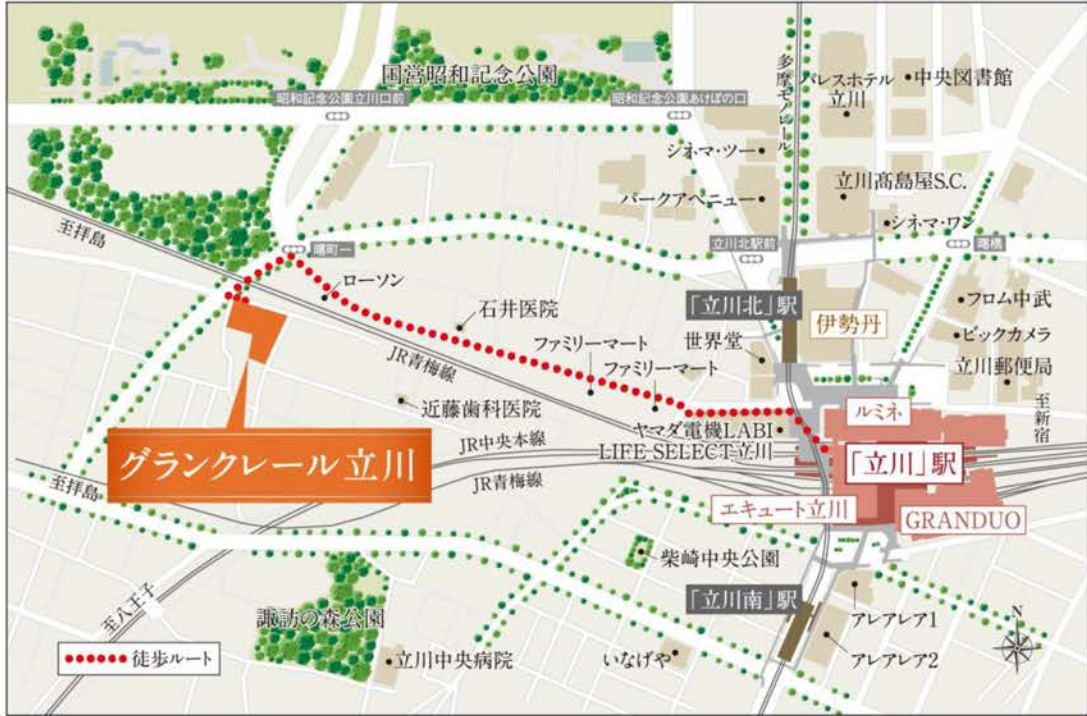 国営昭和記念公園
昭和記念公園立川口前
昭和記念公園あけぼの口
多摩モノレール
パレスホテル
立川
中央図書館
シネマ・ツー
パークアベニュー
立川髙島屋S.C.
シネマ・ワン
至拝島
曙町一
立川北駅前
曙橋
ローソン
「立川北」駅
フロム中武
石井医院
伊勢丹
ビックカメラ
世界堂
ファミリーマート
立川郵便局
JR青梅線
ファミリーマート
近藤歯科医院
ルミネ
至新宿
ヤマダ電機LABI
LIFE SELECT立川
JR中央本線
グランクレール立川
「立川」駅
JR青梅線
至拝島
エキュート立川
GRANDUO
柴崎中央公園
至八王子
諏訪の森公園
「立川南」駅
アレアレア1
N
徒歩ルート
立川中央病院
いなげや
アレアレア2